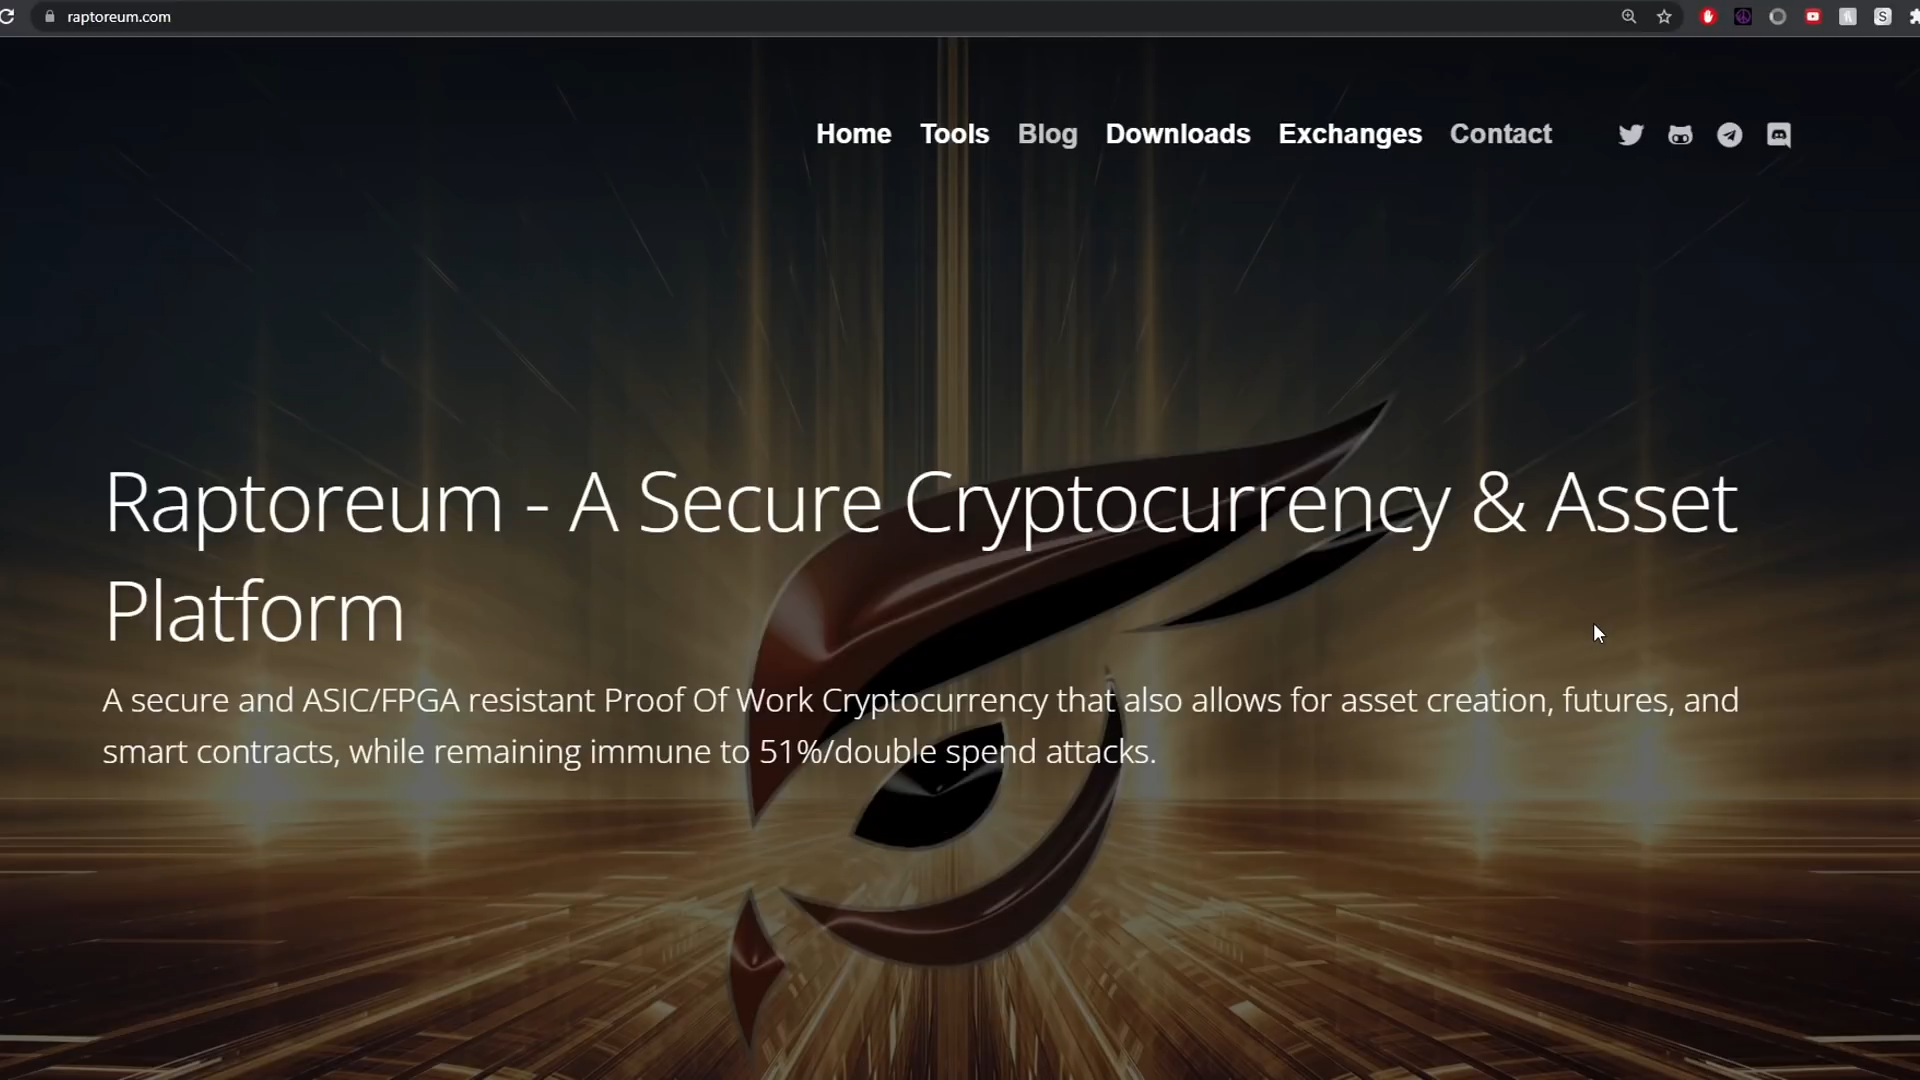 raptoreum.com
Home Tools Blog Downloads Exchanges Contact
Raptoreum - A Secure Cryptocurrency & Asset
Platform
A secure and ASIC/FPGA resistant Proof Of Work Cryptocurrency that also allows for asset creation, futures, and
smart contracts, while remaining immune to 51%/double spend attacks.